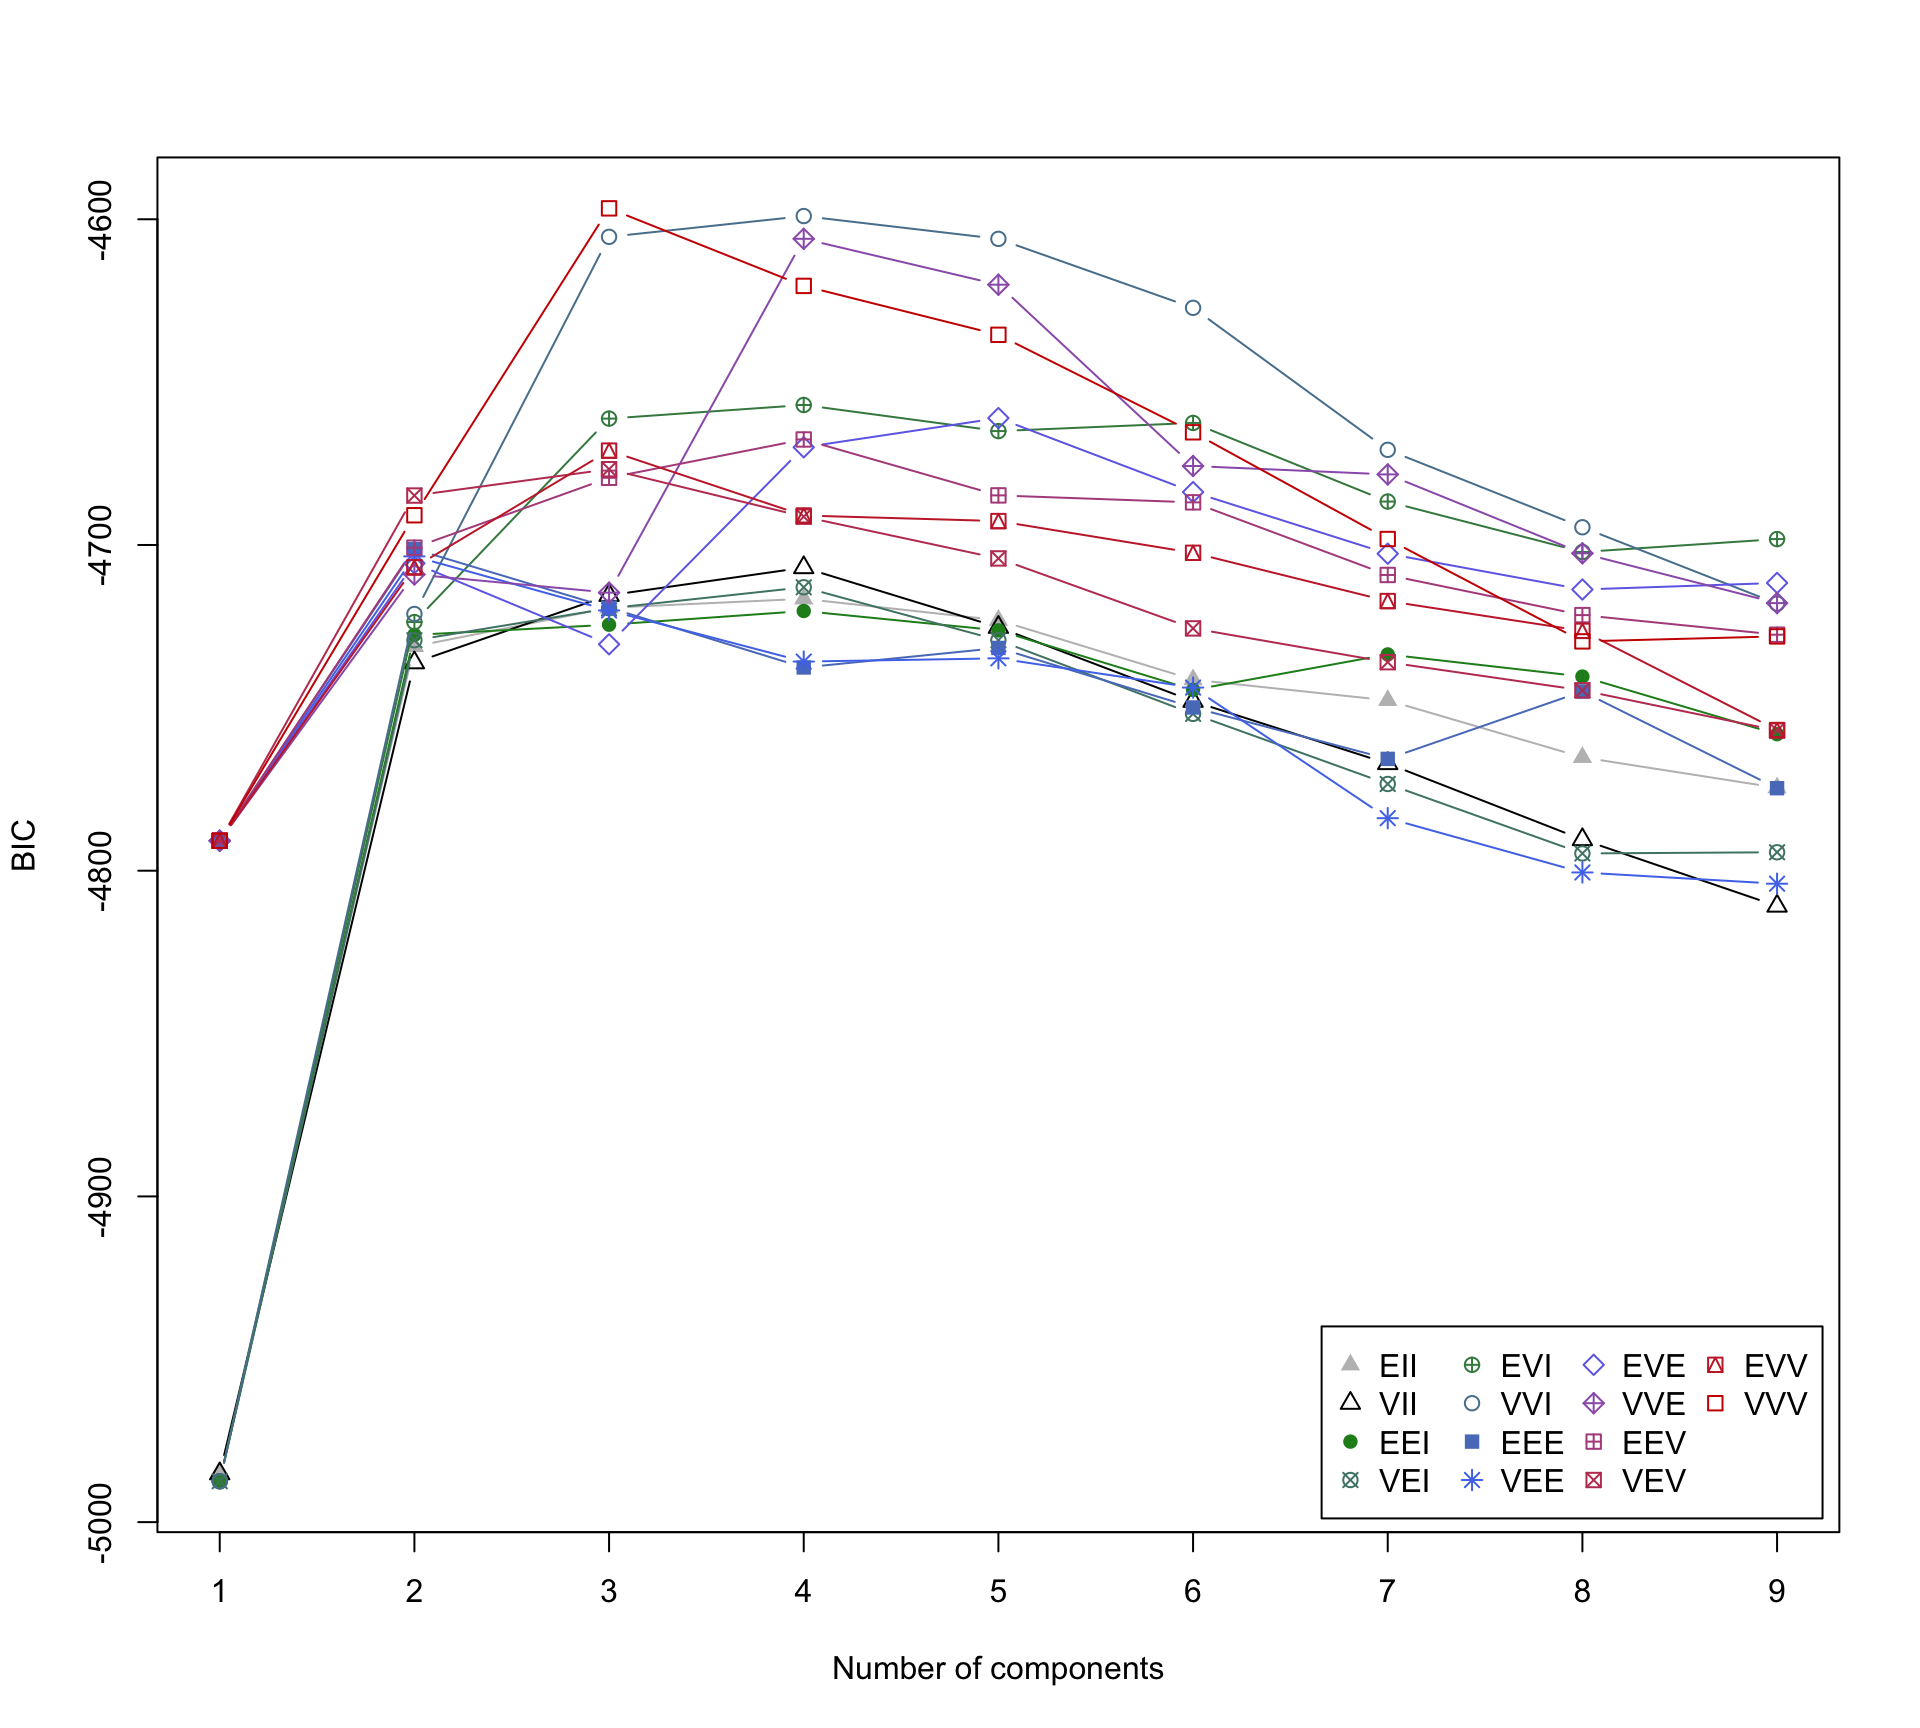 -4600
-4700
-4800
-4900
-5000
BIC
1 2 3 4 5 6 7 8 9
Number of components
EII EVI EVE EVV
VII VVI VVE VVV
EEI EEE EEV
VEI VEE VEV